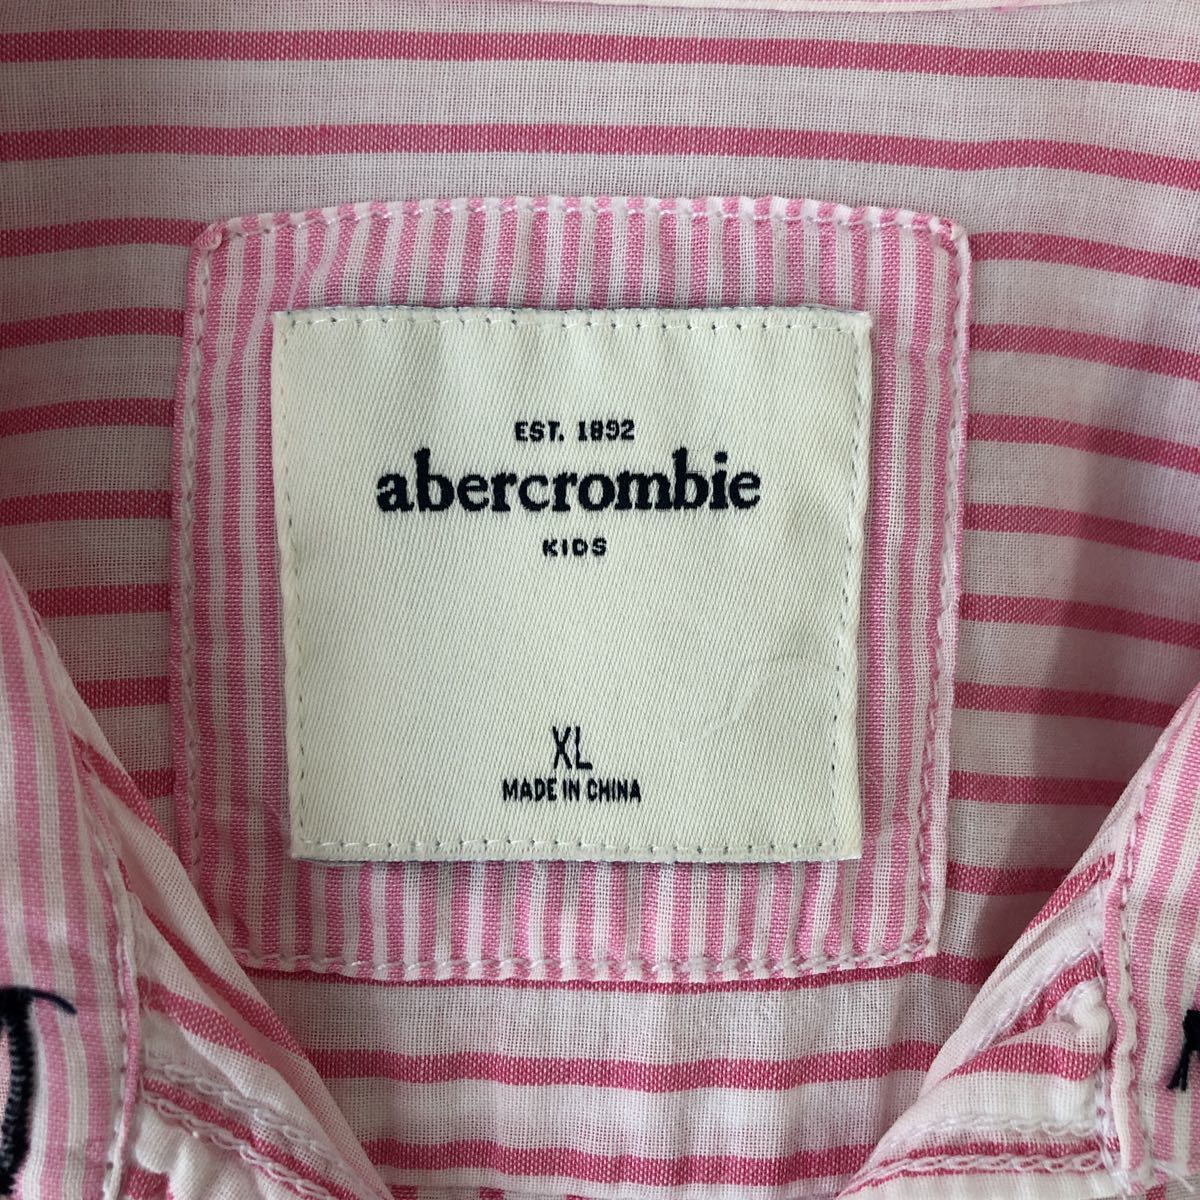 EST. 1892
abercrombie
KIDS
XL
MADE IN CHINA